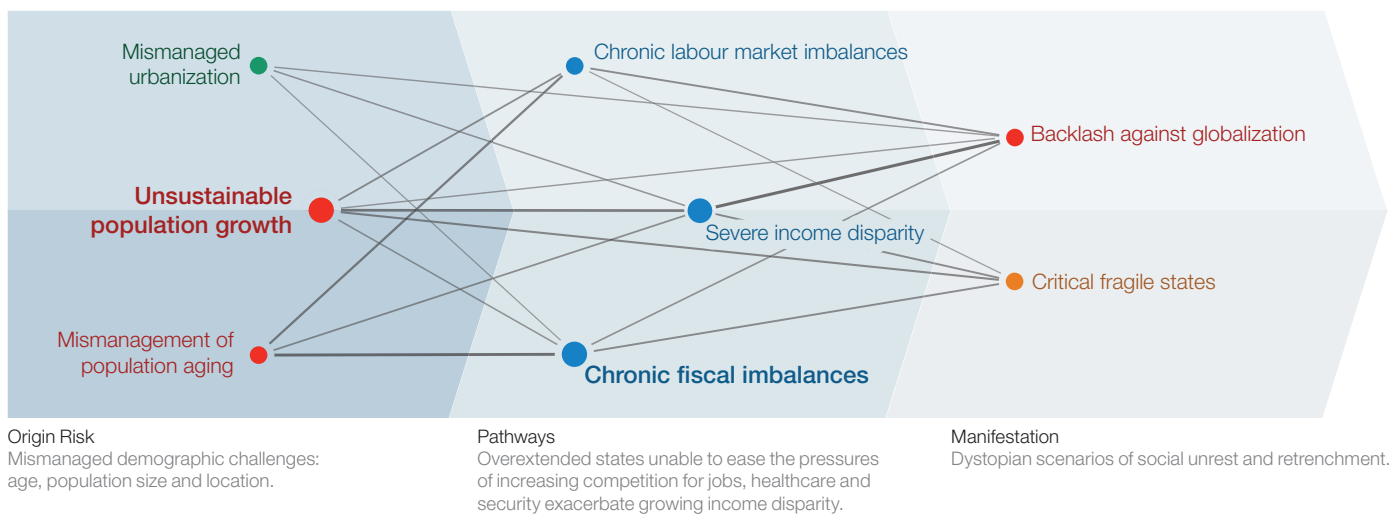 Mismanaged
urbanization
Chronic labour market imbalances
Backlash against globalization
Unsustainable
population growth
Severe income disparity
Critical fragile states
Mismanagement of
population aging
Chronic fiscal imbalances
Origin Risk
Mismanaged demographic challenges:
age, population size and location.
Pathways
Overextended states unable to ease the pressures
of increasing competition for jobs, healthcare and
security exacerbate growing income disparity.
Manifestation
Dystopian scenarios of social unrest and retrenchment.